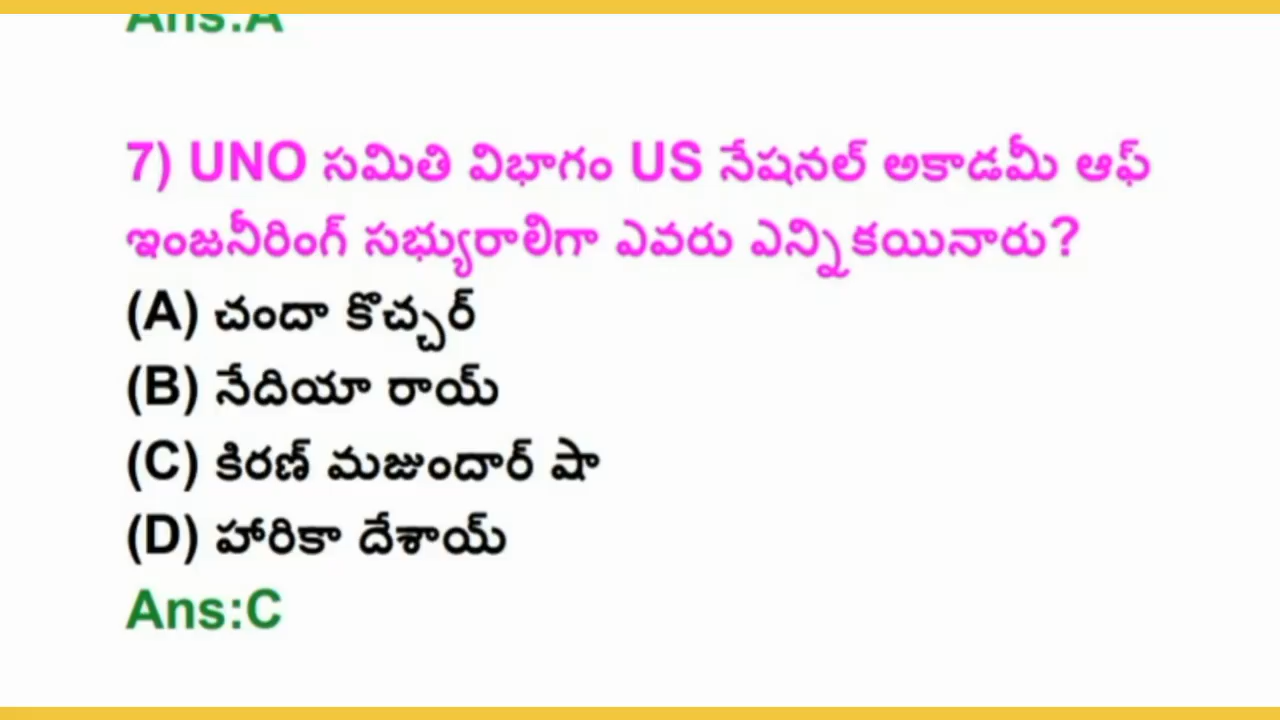 Ans:A
7) UNO సమితి విభాగం US నేషనల్ అకాడమీ ఆఫ్
ఇంజనీరింగ్ సభ్యురాలిగా ఎవరు ఎన్నికయినారు?
(A) చందా కొచ్చర్
(B) నేదియా రాయ్
(C) కిరణ్ మజుందార్ షా
(D) హారికా దేశాయ్
Ans:C